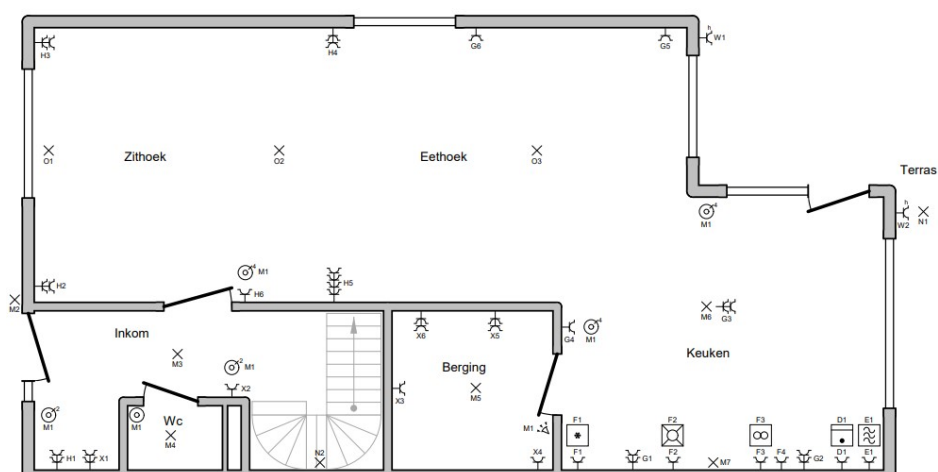 h
H3
H4
G6
G5
W1
O1
Zithoek
O2
Eethoek
O3
Terras
4
M1
h
W2
N1
4
M1
H2
H6
H5
M2
M6
G3
Inkom
X6
X5
G4
4
M1
Keuken
M3
2
M1
Berging
X2
X3
M5
2
M1
M1
Wc
M4
M1
F1
F2
F3
D1
E1
H1
X1
N2
X4
F1
G1
F2
M7
F3
F4
G2
D1
E1